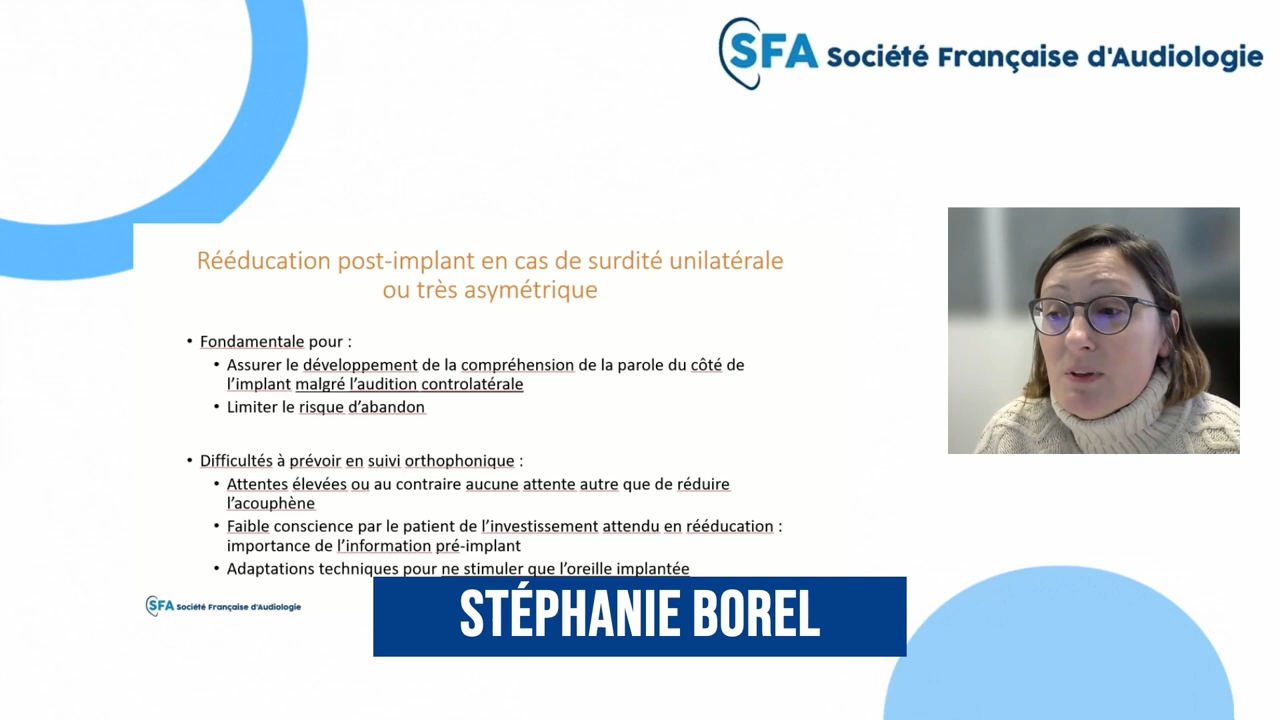 SFA Société Française d'Audiologie
Rééducation post-implant en cas de surdité unilatérale
ou très asymétrique
• Fondamentale pour :
• Assurer le développement de la compréhension de la parole du côté de
l’implant malgré l’audition controlatérale
• Limiter le risque d’abandon
• Difficultés à prévoir en suivi orthophonique :
• Attentes élevées ou au contraire aucune attente autre que de réduire
l’acouphène
• Faible conscience par le patient de l’investissement attendu en rééducation :
importance de l’information pré-implant
• Adaptations techniques pour ne stimuler que l’oreille implantée
SFA Société Française d'Audiologie
STÉPHANIE BOREL